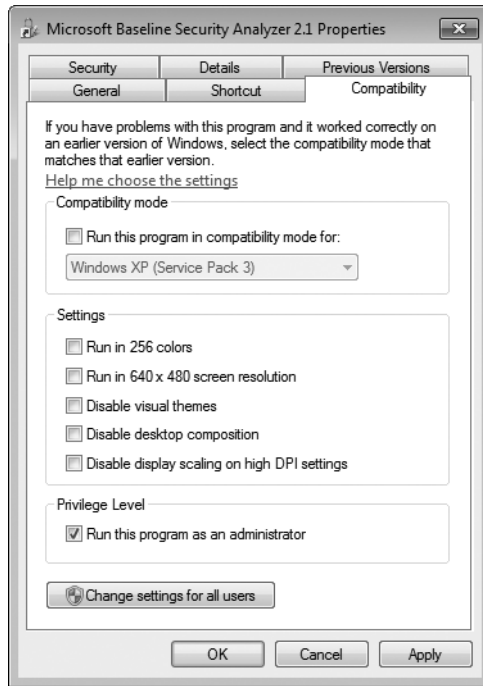 Microsoft Baseline Security Analyzer 2.1 Properties
Security Details Previous Versions
General Shortcut Compatibility
If you have problems with this program and it worked correctly on
an earlier version of Windows, select the compatibility mode that
matches that earlier version.
Help me choose the settings
Compatibility mode
Run this program in compatibility mode for:
Windows XP (Service Pack 3)
Settings
Run in 256 colors
Run in 640 x 480 screen resolution
Disable visual themes
Disable desktop composition
Disable display scaling on high DPI settings
Privilege Level
Run this program as an administrator
Change settings for all users
OK Cancel Apply